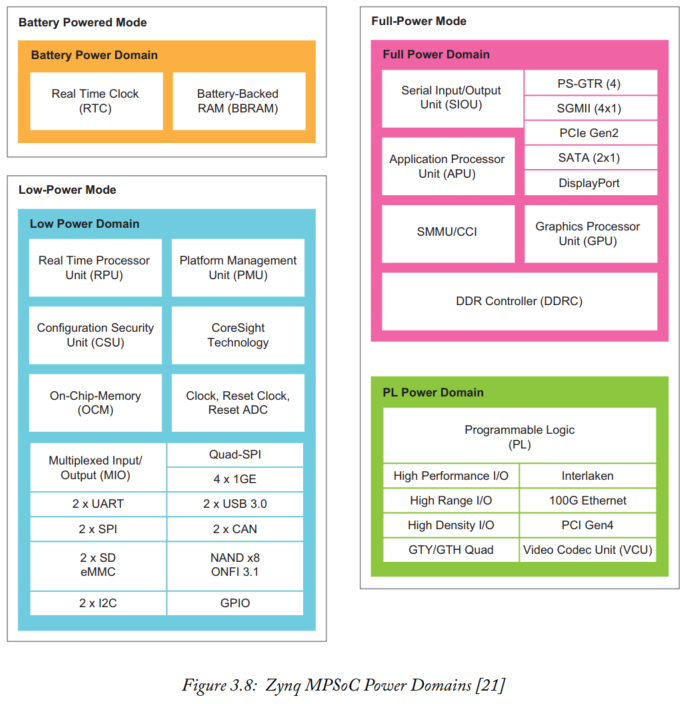 Battery Powered Mode
Battery Power Domain
Real Time Clock
(RTC)
Battery-Backed
RAM (BBRAM)
Low-Power Mode
Low Power Domain
Real Time Processor
Unit (RPU)
Platform Management
Unit (PMU)
Configuration Security
Unit (CSU)
CoreSight
Technology
On-Chip-Memory
(OCM)
Clock, Reset Clock,
Reset ADC
Multiplexed Input/
Output (MIO)
Quad-SPI
4 x 1GE
2 x UART
2 x USB 3.0
2 x SPI
2 x CAN
2 x SD
eMMC
NAND x8
ONFI 3.1
2 x I2C
GPIO
Full-Power Mode
Full Power Domain
Serial Input/Output
Unit (SIOU)
PS-GTR (4)
SGMII (4x1)
PCIe Gen2
SATA (2x1)
DisplayPort
Application Processor
Unit (APU)
SMMU/CCI
Graphics Processor
Unit (GPU)
DDR Controller (DDRC)
PL Power Domain
Programmable Logic
(PL)
High Performance I/O
Interlaken
High Range I/O
100G Ethernet
High Density I/O
PCI Gen4
GTY/GTH Quad
Video Codec Unit (VCU)
Figure 3.8: Zynq MPSoC Power Domains [21]